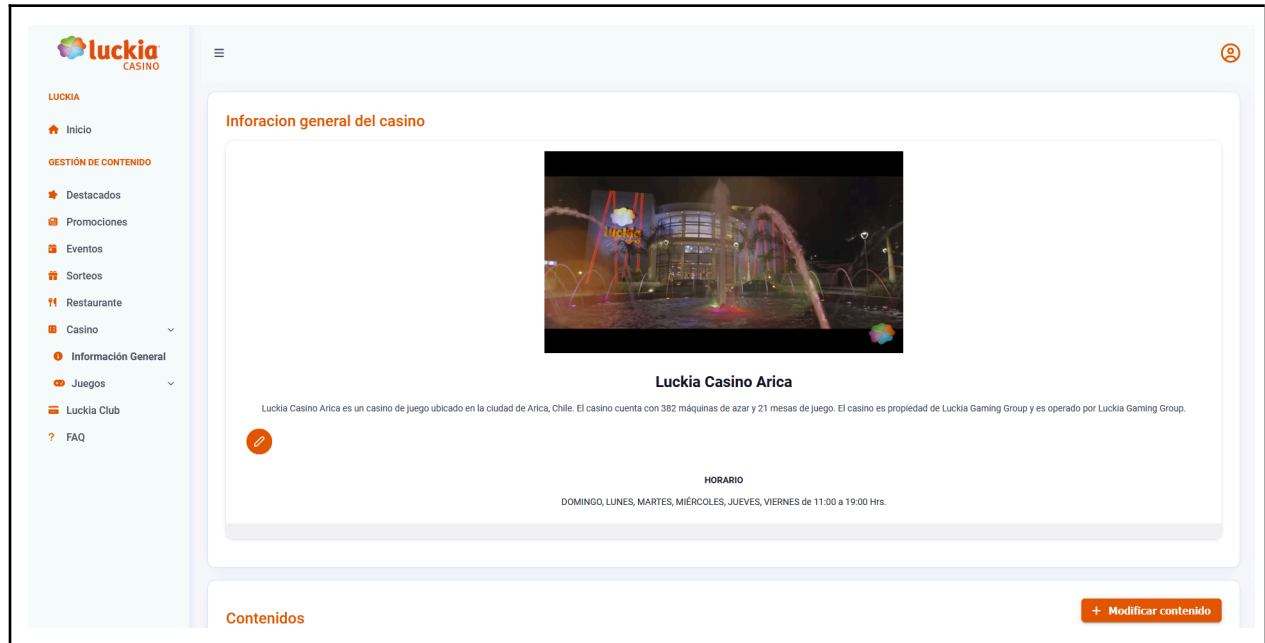 luckia
CASINO
LUCKIA
Inicio
GESTIÓN DE CONTENIDO
Destacados
Promociones
Eventos
Sorteos
Restaurante
Casino
Información General
Juegos
Luckia Club
? FAQ
Inforacion general del casino
luckia
Luckia Casino Arica
Luckia Casino Arica es un casino de juego ubicado en la ciudad de Arica, Chile. El casino cuenta con 382 máquinas de azar y 21 mesas de juego. El casino es propiedad de Luckia Gaming Group y es operado por Luckia Gaming Group.
HORARIO
DOMINGO, LUNES, MARTES, MIÉRCOLES, JUEVES, VIERNES de 11:00 a 19:00 Hrs.
Contenidos
+ Modificar contenido